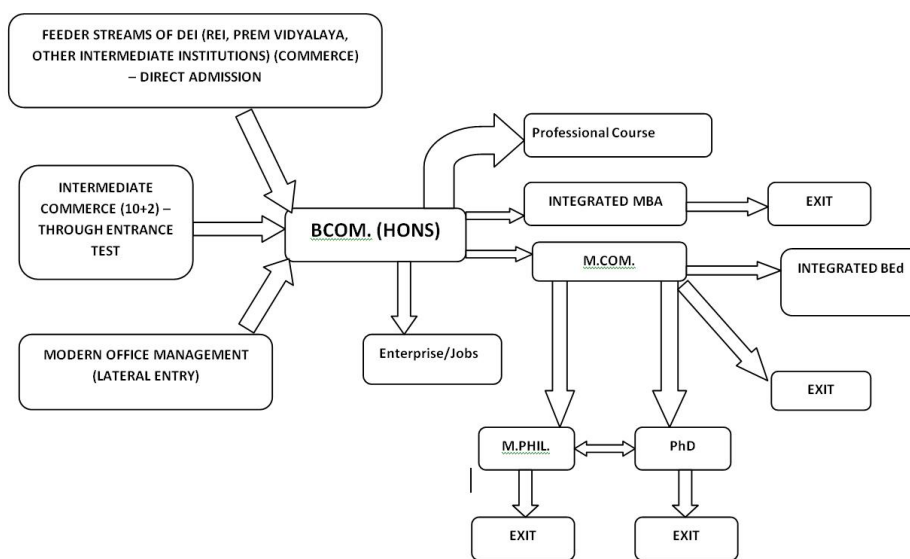 FEEDER STREAMS OF DEI (REI, PREM VIDYALAYA,
OTHER INTERMEDIATE INSTITUTIONS) (COMMERCE)
– DIRECT ADMISSION
Professional Course
INTERMEDIATE
COMMERCE (10+2) –
THROUGH ENTRANCE
TEST
BCOM. (HONS)
INTEGRATED MBA
EXIT
M.COM.
INTEGRATED BEd
MODERN OFFICE MANAGEMENT
(LATERAL ENTRY)
Enterprise/Jobs
EXIT
M.PHIL.
PhD
EXIT
EXIT